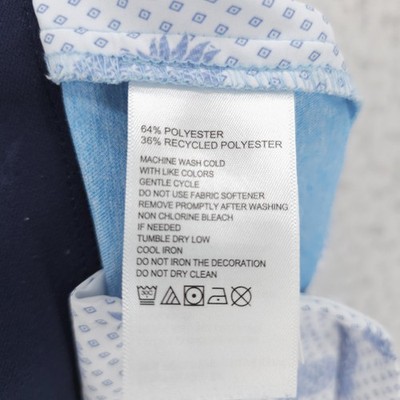 64% POLYESTER
36% RECYCLED POLYESTER
MACHINE WASH COLD
WITH LIKE COLORS
GENTLE CYCLE
DO NOT USE FABRIC SOFTENER
REMOVE PROMPTLY AFTER WASHING
NON CHLORINE BLEACH
IF NEEDED
TUMBLE DRY LOW
COOL IRON
DO NOT IRON THE DECORATION
DO NOT DRY CLEAN